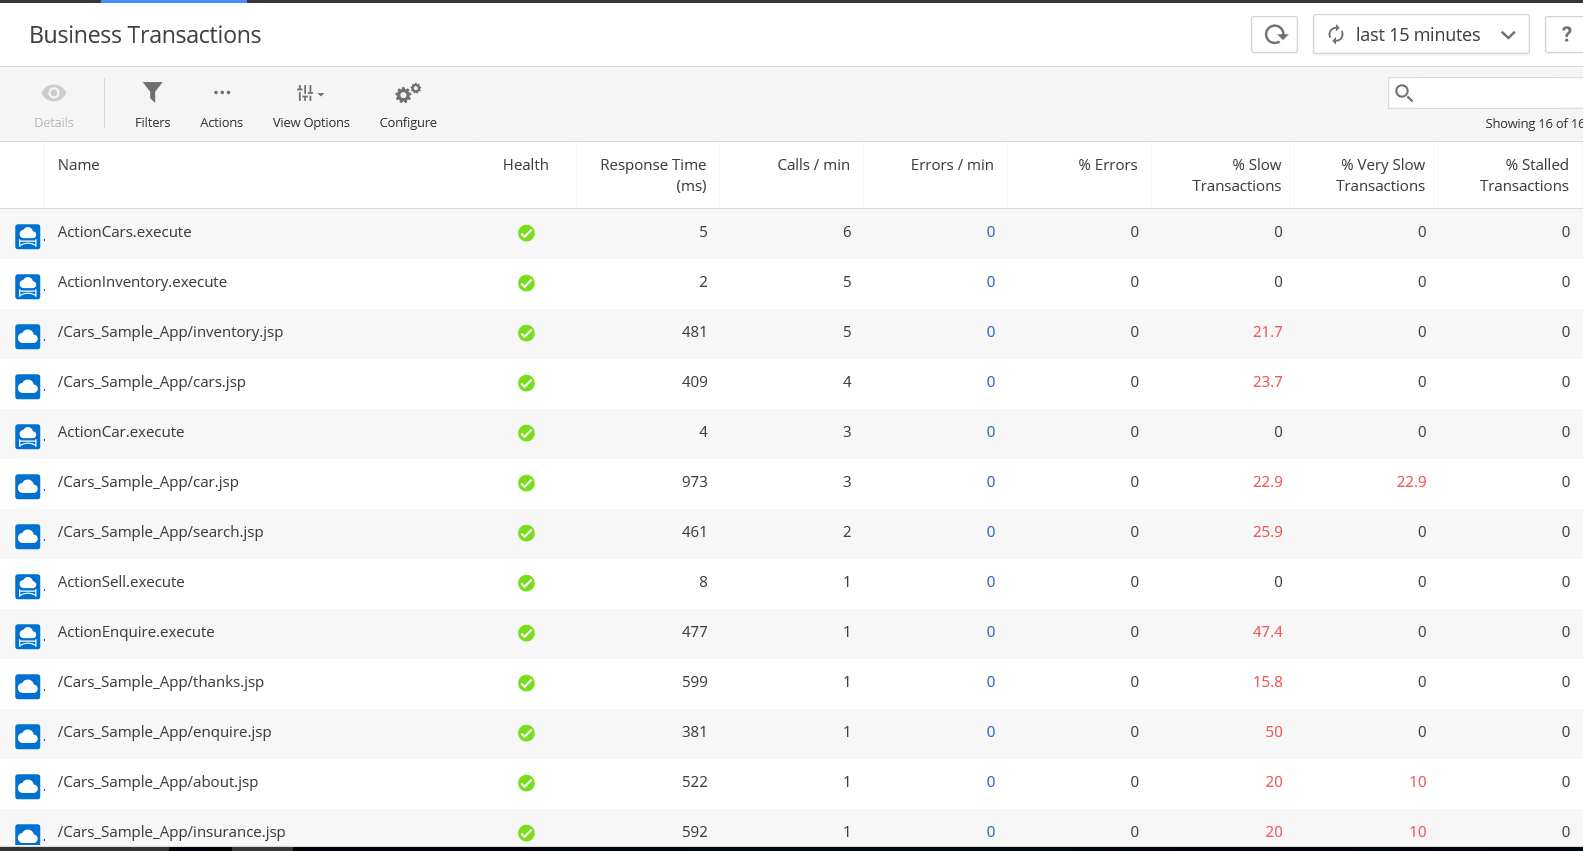 Business Transactions
last 15 minutes
?
Details
Filters
Actions
View Options
Configure
Showing 16 of 16
Name Health Response Time (ms) Calls / min Errors / min % Errors % Slow Transactions % Very Slow Transactions % Stalled Transactions
ActionCars.execute 5 6 0 0 0 0 0
ActionInventory.execute 2 5 0 0 0 0 0
/Cars_Sample_App/inventory.jsp 481 5 0 0 21.7 0 0
/Cars_Sample_App/cars.jsp 409 4 0 0 23.7 0 0
ActionCar.execute 4 3 0 0 0 0 0
/Cars_Sample_App/car.jsp 973 3 0 0 22.9 22.9 0
/Cars_Sample_App/search.jsp 461 2 0 0 25.9 0 0
ActionSell.execute 8 1 0 0 0 0 0
ActionEnquire.execute 477 1 0 0 47.4 0 0
/Cars_Sample_App/thanks.jsp 599 1 0 0 15.8 0 0
/Cars_Sample_App/enquire.jsp 381 1 0 0 50 0 0
/Cars_Sample_App/about.jsp 522 1 0 0 20 10 0
/Cars_Sample_App/insurance.jsp 592 1 0 0 20 10 0